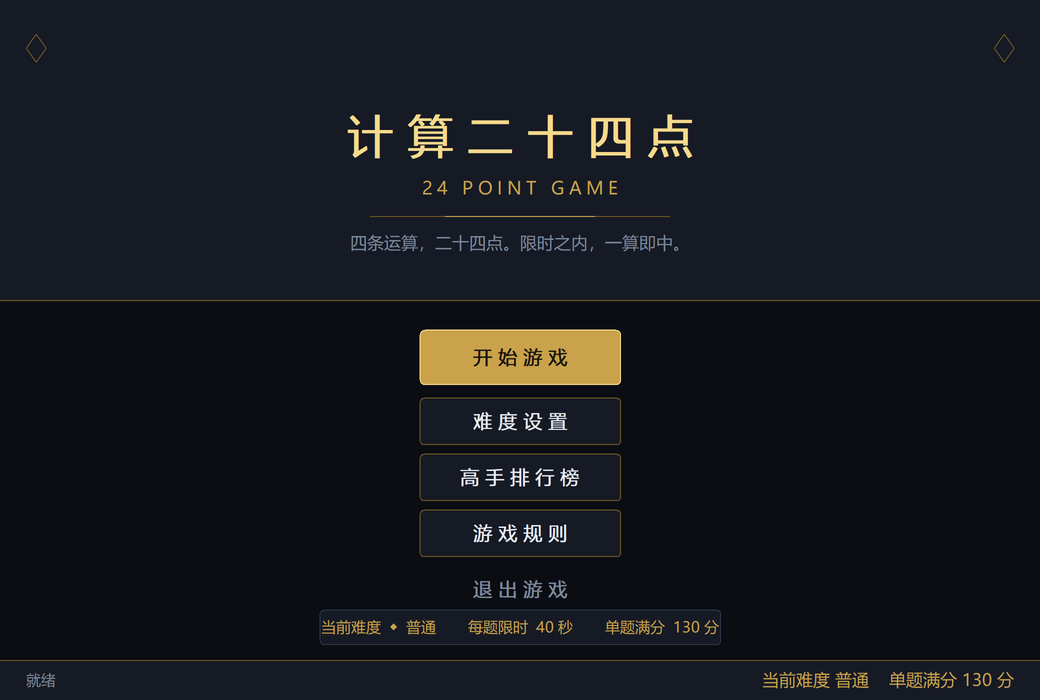 计算二十四点
24 POINT GAME
四条运算，二十四点。限时之内，一算即中。
开始游戏
难度设置
高手排行榜
游戏规则
退出游戏
当前难度 ◆ 普通 每题限时 40 秒 单题满分 130 分
就绪 当前难度 普通 单题满分 130 分